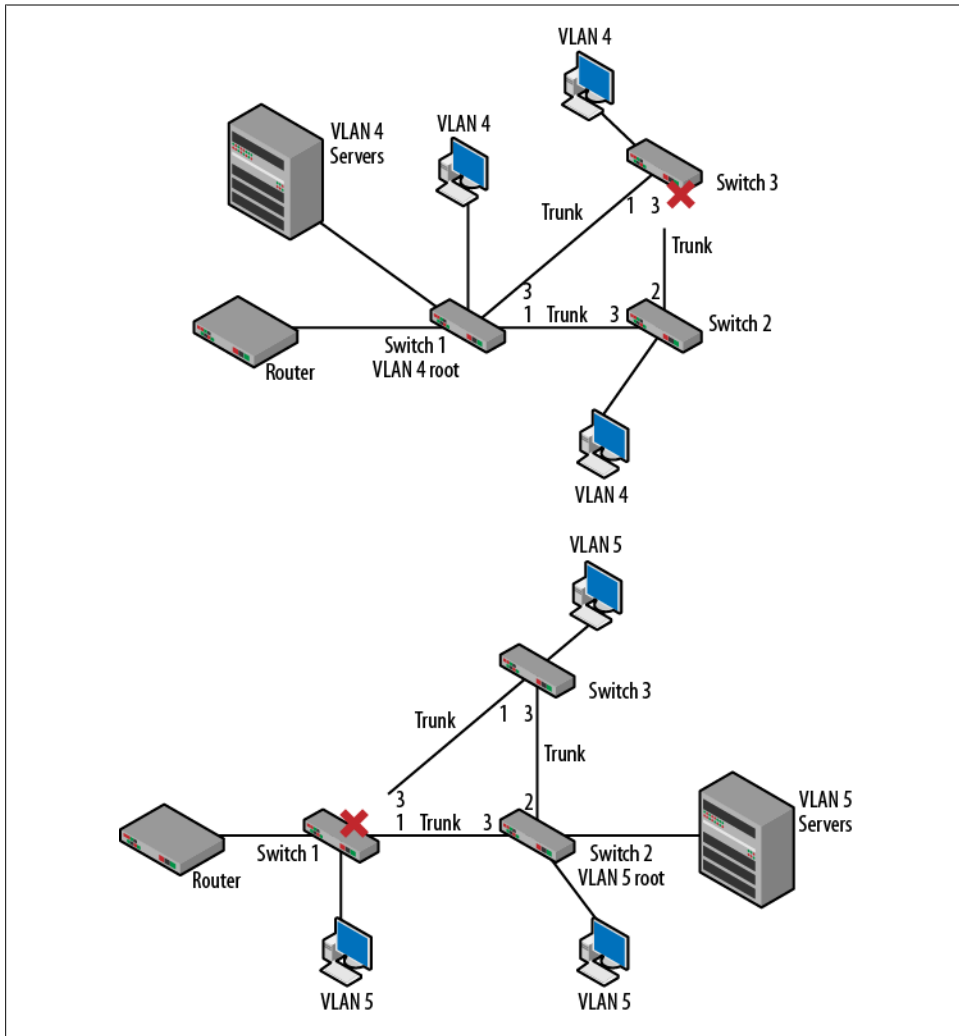 VLAN 4
VLAN 4
Servers
VLAN 4
Switch 3
Trunk
1 3
Trunk
3
1 Trunk 3
2
Switch 2
Switch 1
VLAN 4 root
Router
VLAN 4
VLAN 5
Switch 3
Trunk
1 3
Trunk
3
1 Trunk 3
2
VLAN 5
Servers
Switch 1
Switch 2
VLAN 5 root
Router
VLAN 5
VLAN 5